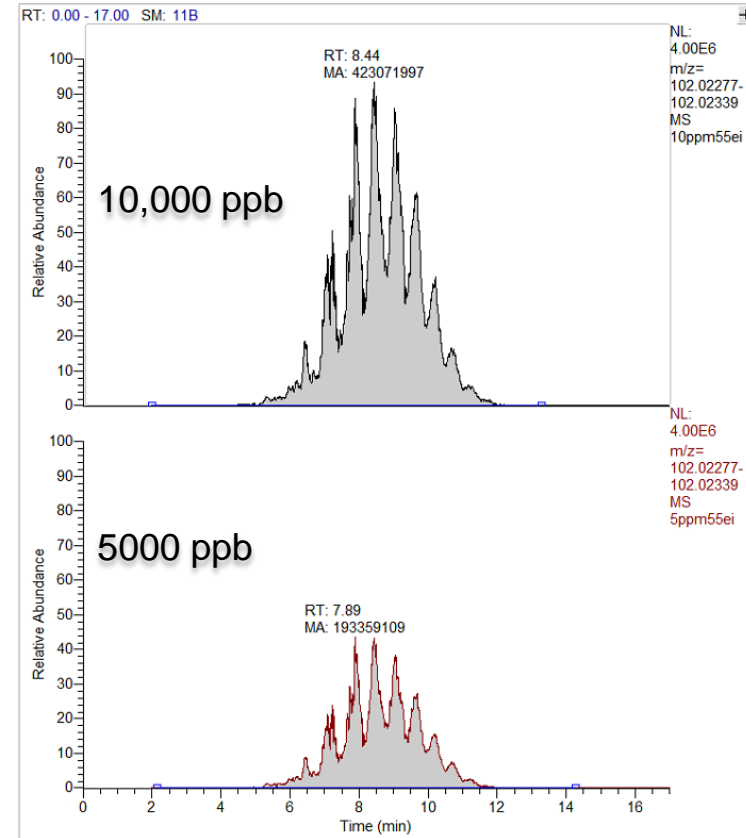 RT: 0.00 - 17.00 SM: 11B
NL:
4.00E6
m/z=
102.02277-
102.02339
MS
10ppm55ei
RT: 8.44
MA: 423071997
100
90
80
70
60
50
40
30
20
10
0
Relative Abundance
10,000 ppb
NL:
4.00E6
m/z=
102.02277-
102.02339
MS
5ppm55ei
RT: 7.89
MA: 193359109
100
90
80
70
60
50
40
30
20
10
0
Relative Abundance
5000 ppb
0 2 4 6 8 10 12 14 16
Time (min)